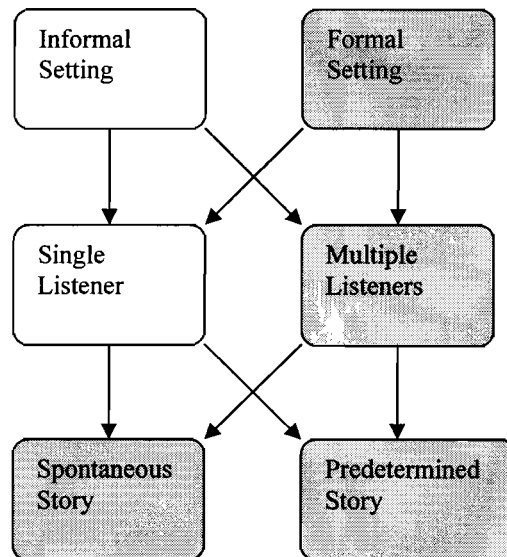 Informal
Setting
Formal
Setting
Single
Listener
Multiple
Listeners
Spontaneous
Story
Predetermined
Story